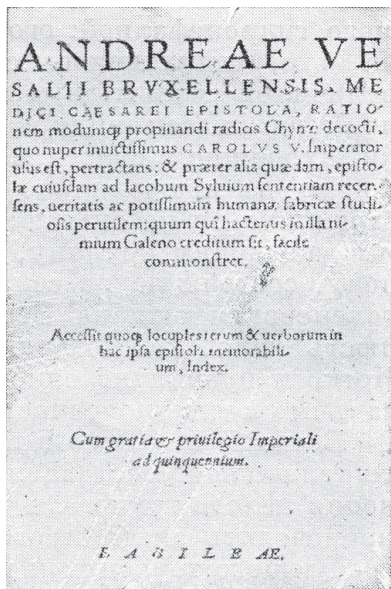 ANDREAE VE
SALII BRVXELLENSIS, ME
DICI CAESAREI EPISTOLA, RATIO
nem modumq́; propinandi radicis Chynæ decocti,
quo nuper inuictissimus CAROLVS V. Imperator
usus est, pertractans: & præter alia quædam, episto-
læ cuiusdam ad Iacobum Syluium sententiam recen-
sens, ueritatis ac potissimum humanæ fabricæ studi-
osis perutilem: quum qui hactenus in illa ni-
mium Galeno creditum sit, facile
commonstret.
Accessit quoq; locuples rerum & uerborum in
hac ipsa epistola memorabili-
um, Index.
Cum gratia & priuilegio Imperiali
ad quinquennium.
BASILEAE.